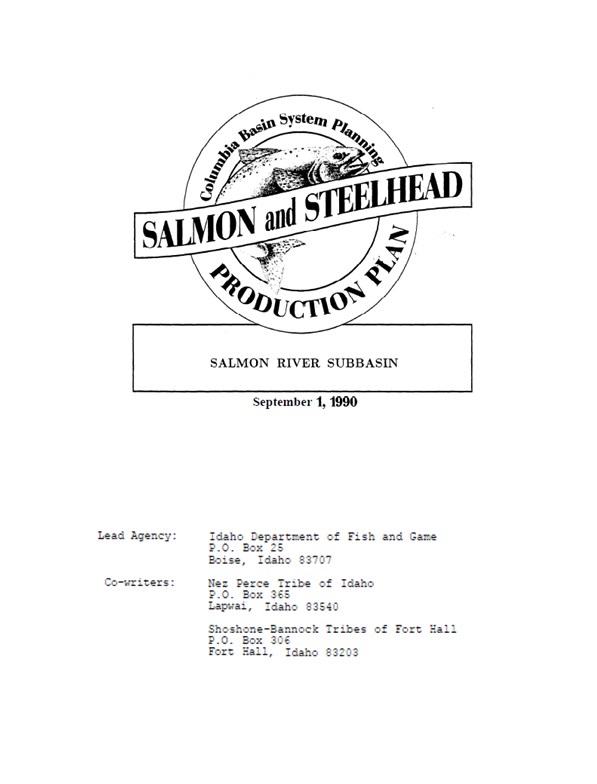 Columbia Basin System Planning
SALMON and STEELHEAD
PRODUCTION PLAN
SALMON RIVER SUBBASIN
September 1, 1990
Lead Agency: Idaho Department of Fish and Game
P.O. Box 25
Boise, Idaho 83707
Co-writers: Nez Perce Tribe of Idaho
P.O. Box 365
Lapwai, Idaho 83540
Shoshone-Bannock Tribes of Fort Hall
P.O. Box 306
Fort Hall, Idaho 83203